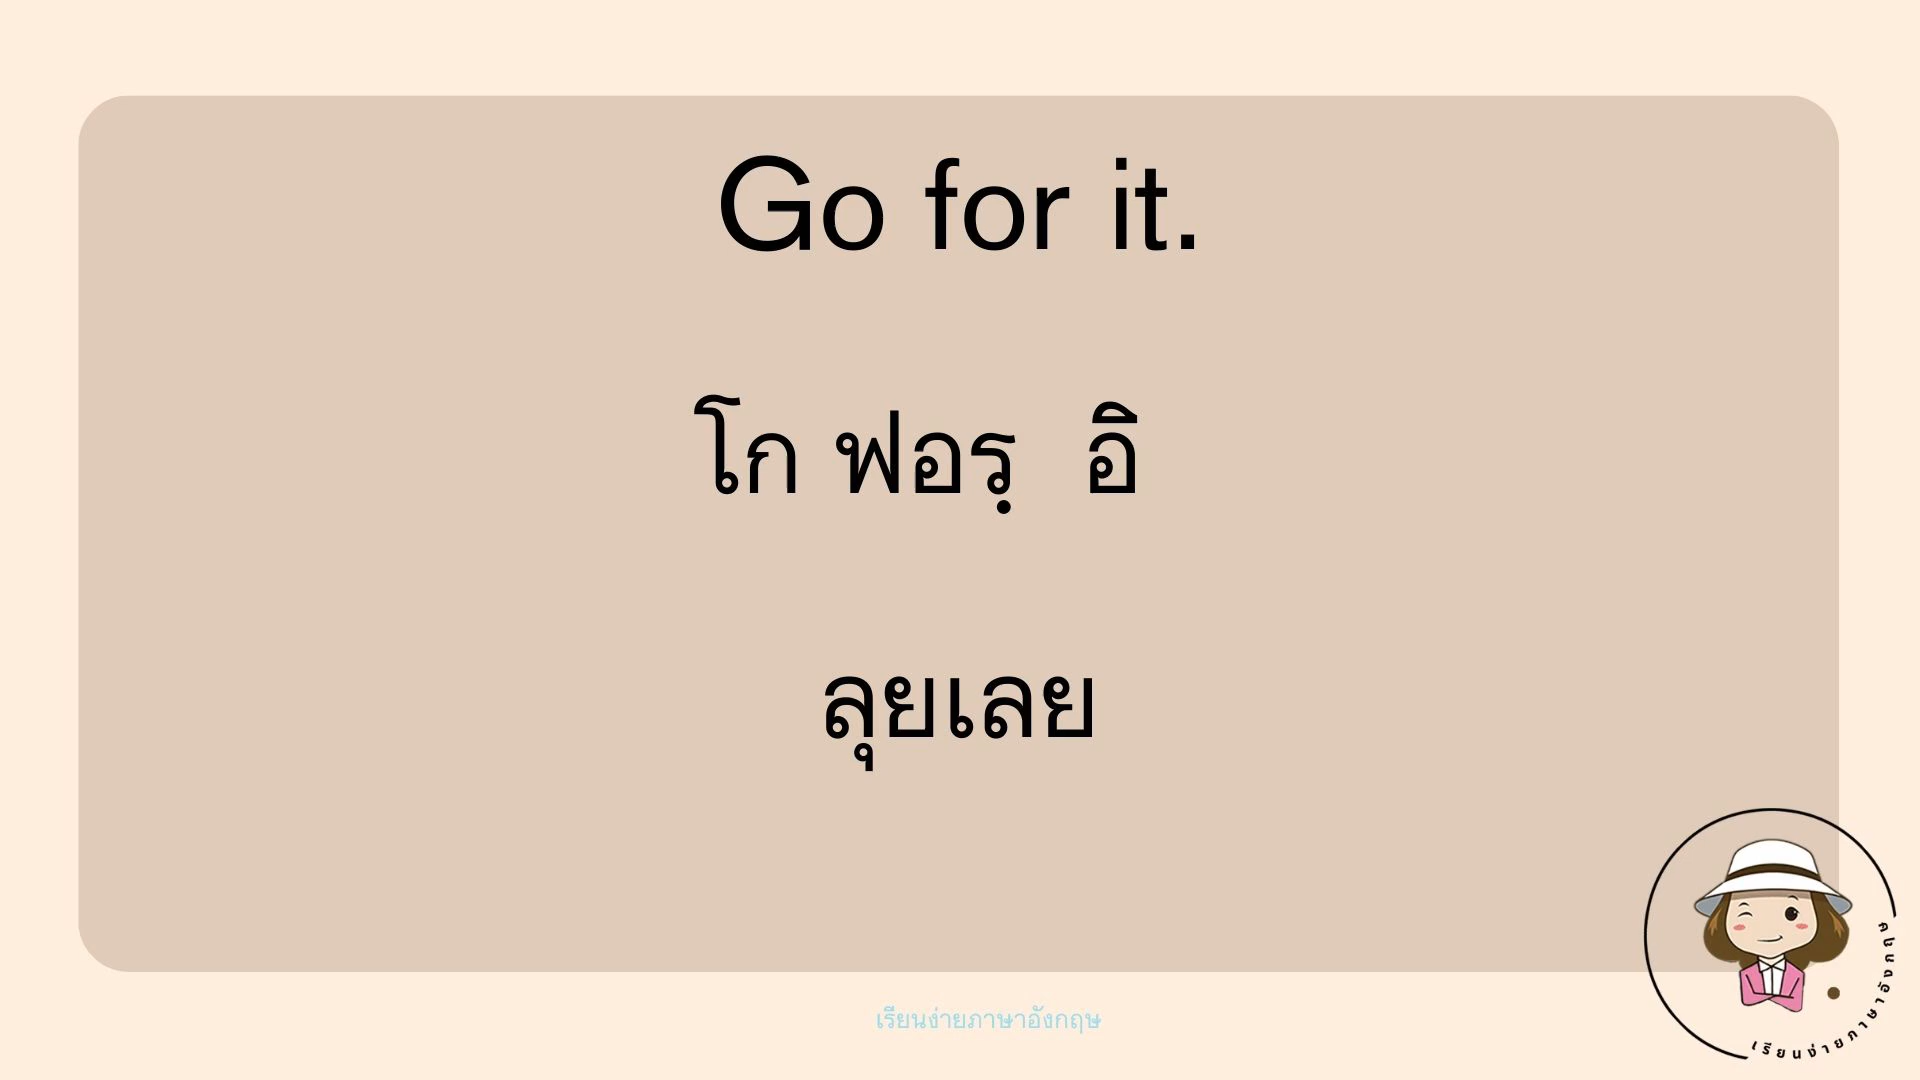 Go for it.
โก ฟอรฺ อิ
ลุยเลย
เรียนง่ายภาษาอังกฤษ
เรียนง่ายภาษาอังกฤษ